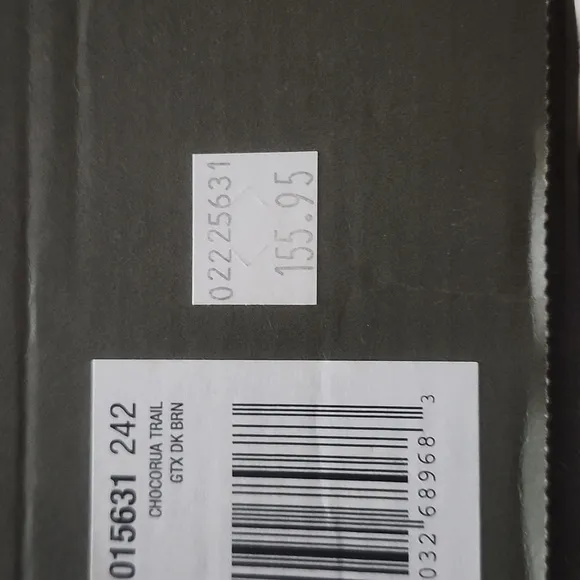 02225631
155.95
015631 242
CHOCORUA TRAIL
GTX DK BRN
032 68968 3